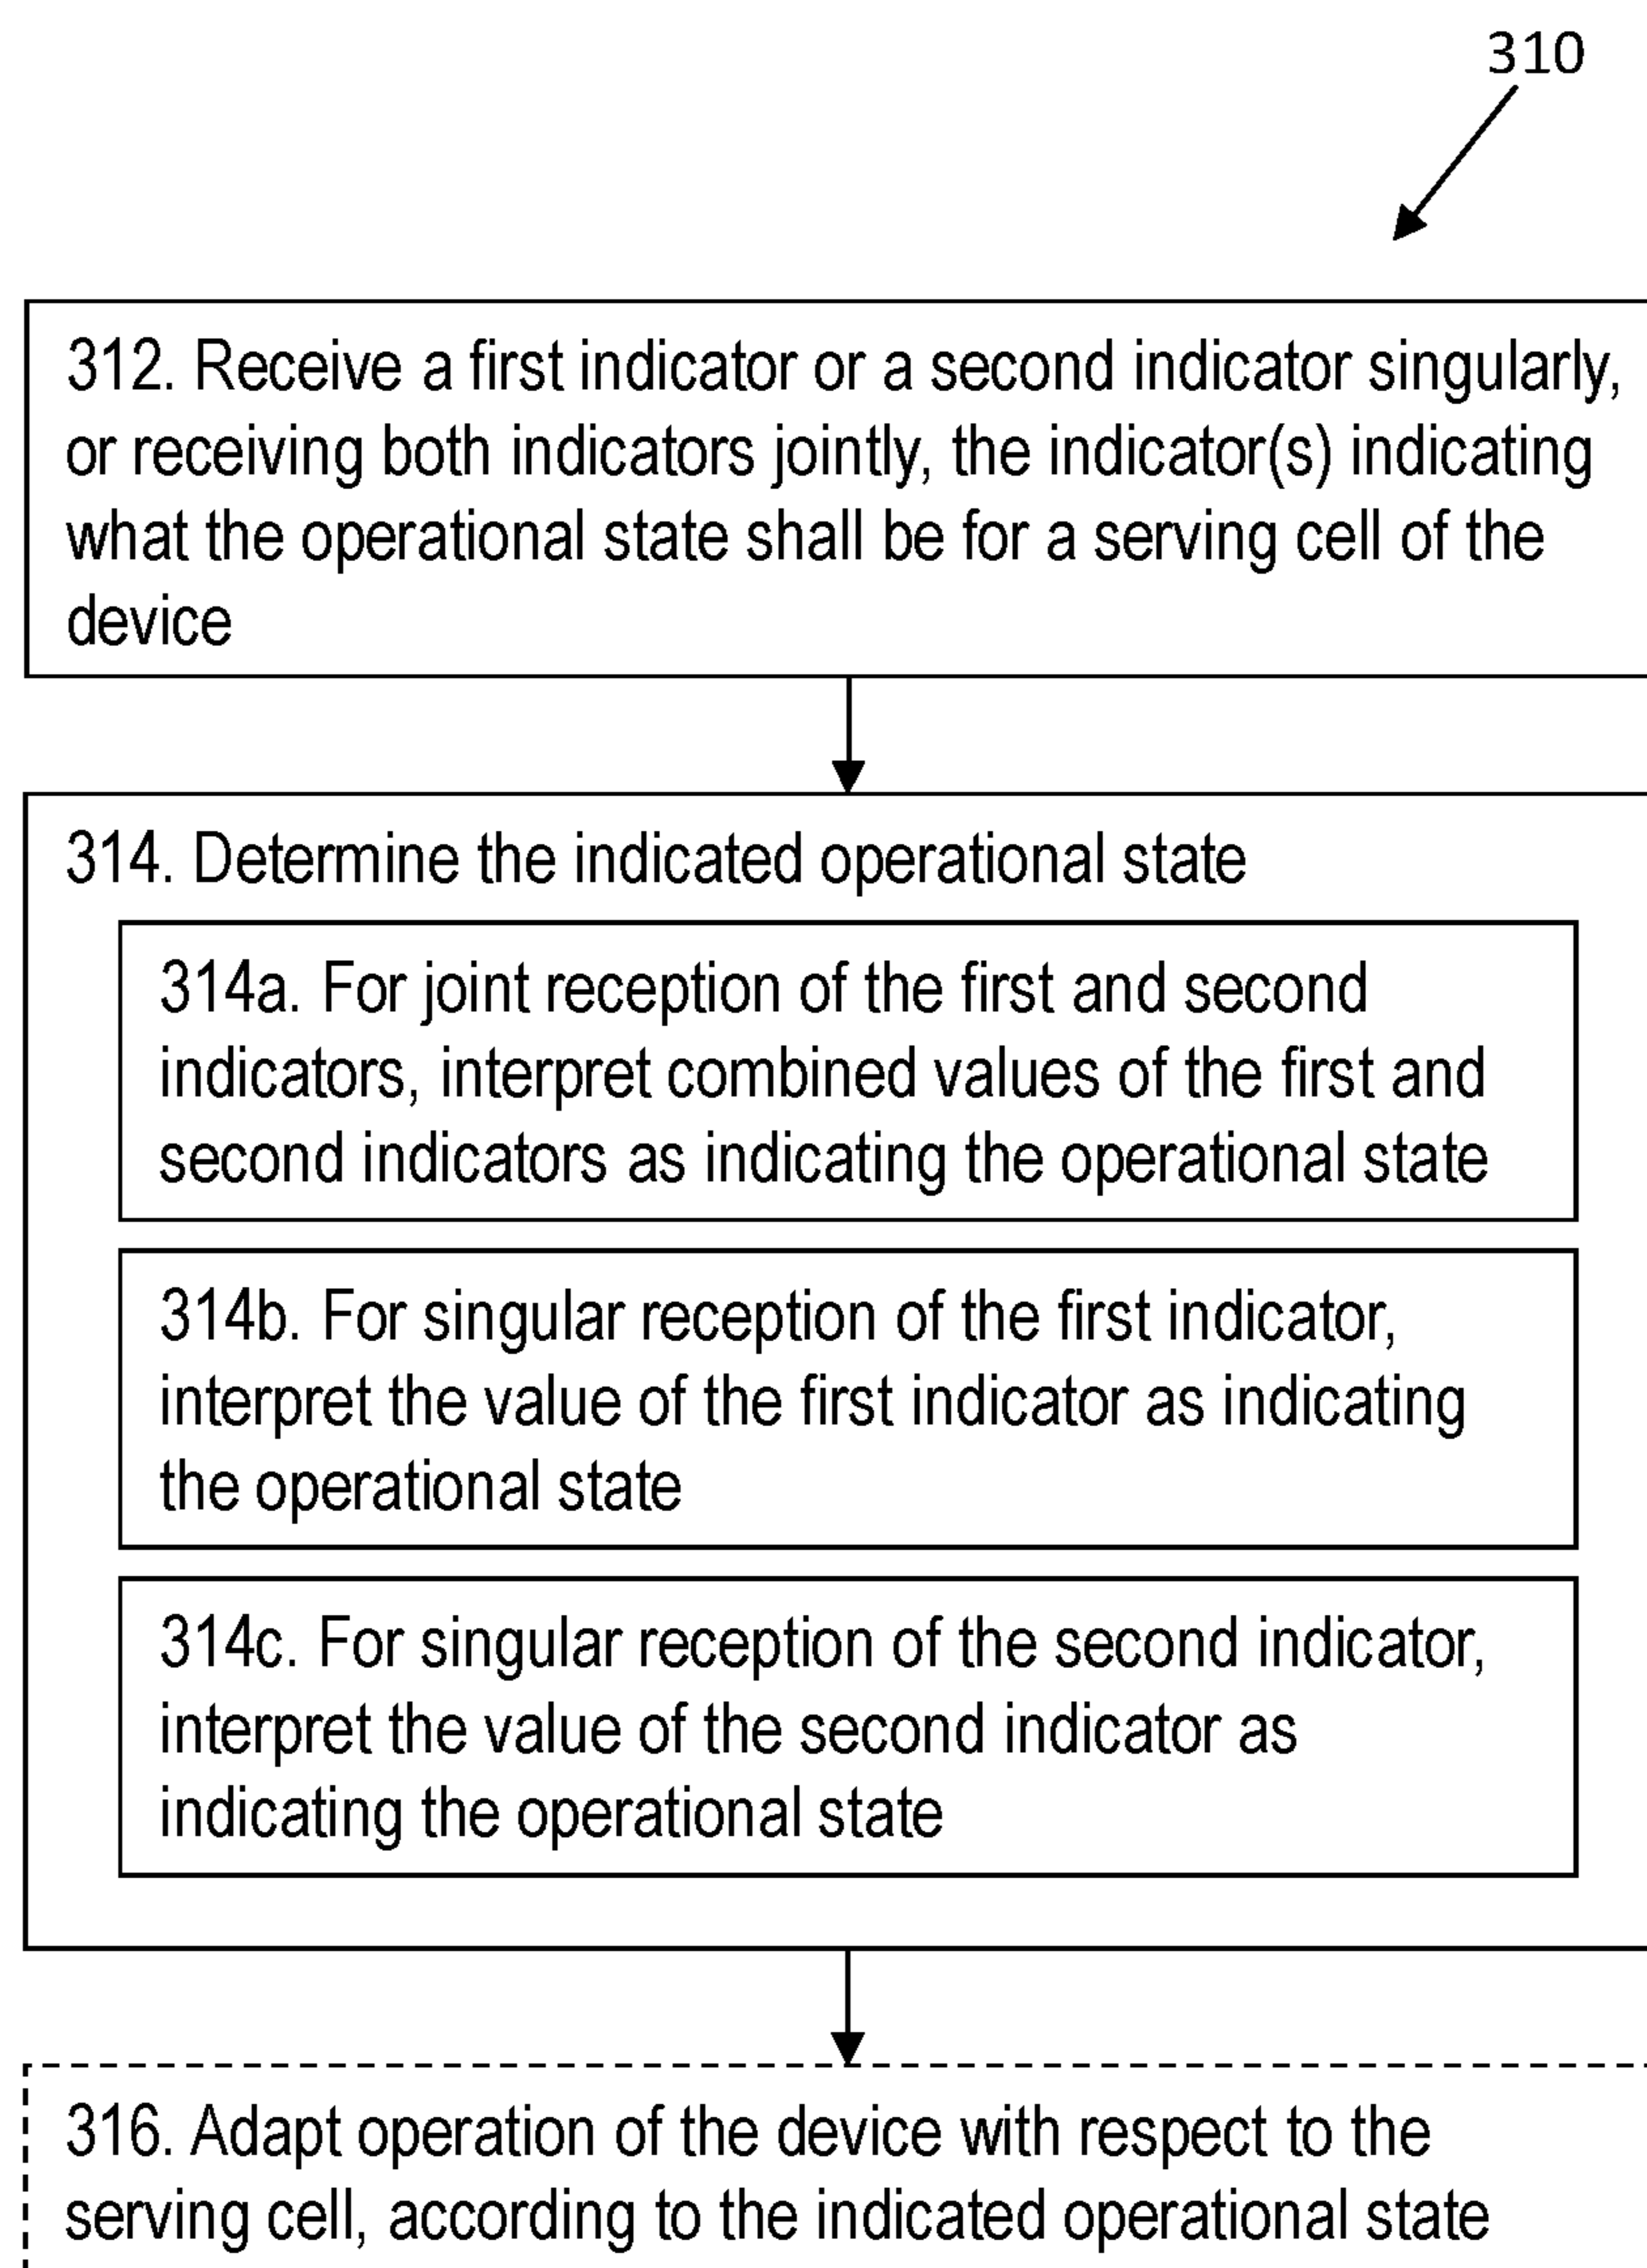 310
312. Receive a first indicator or a second indicator singularly,
or receiving both indicators jointly, the indicator(s) indicating
what the operational state shall be for a serving cell of the
device
314. Determine the indicated operational state
314a. For joint reception of the first and second
indicators, interpret combined values of the first and
second indicators as indicating the operational state
314b. For singular reception of the first indicator,
interpret the value of the first indicator as indicating
the operational state
314c. For singular reception of the second indicator,
interpret the value of the second indicator as
indicating the operational state
316. Adapt operation of the device with respect to the
serving cell, according to the indicated operational state